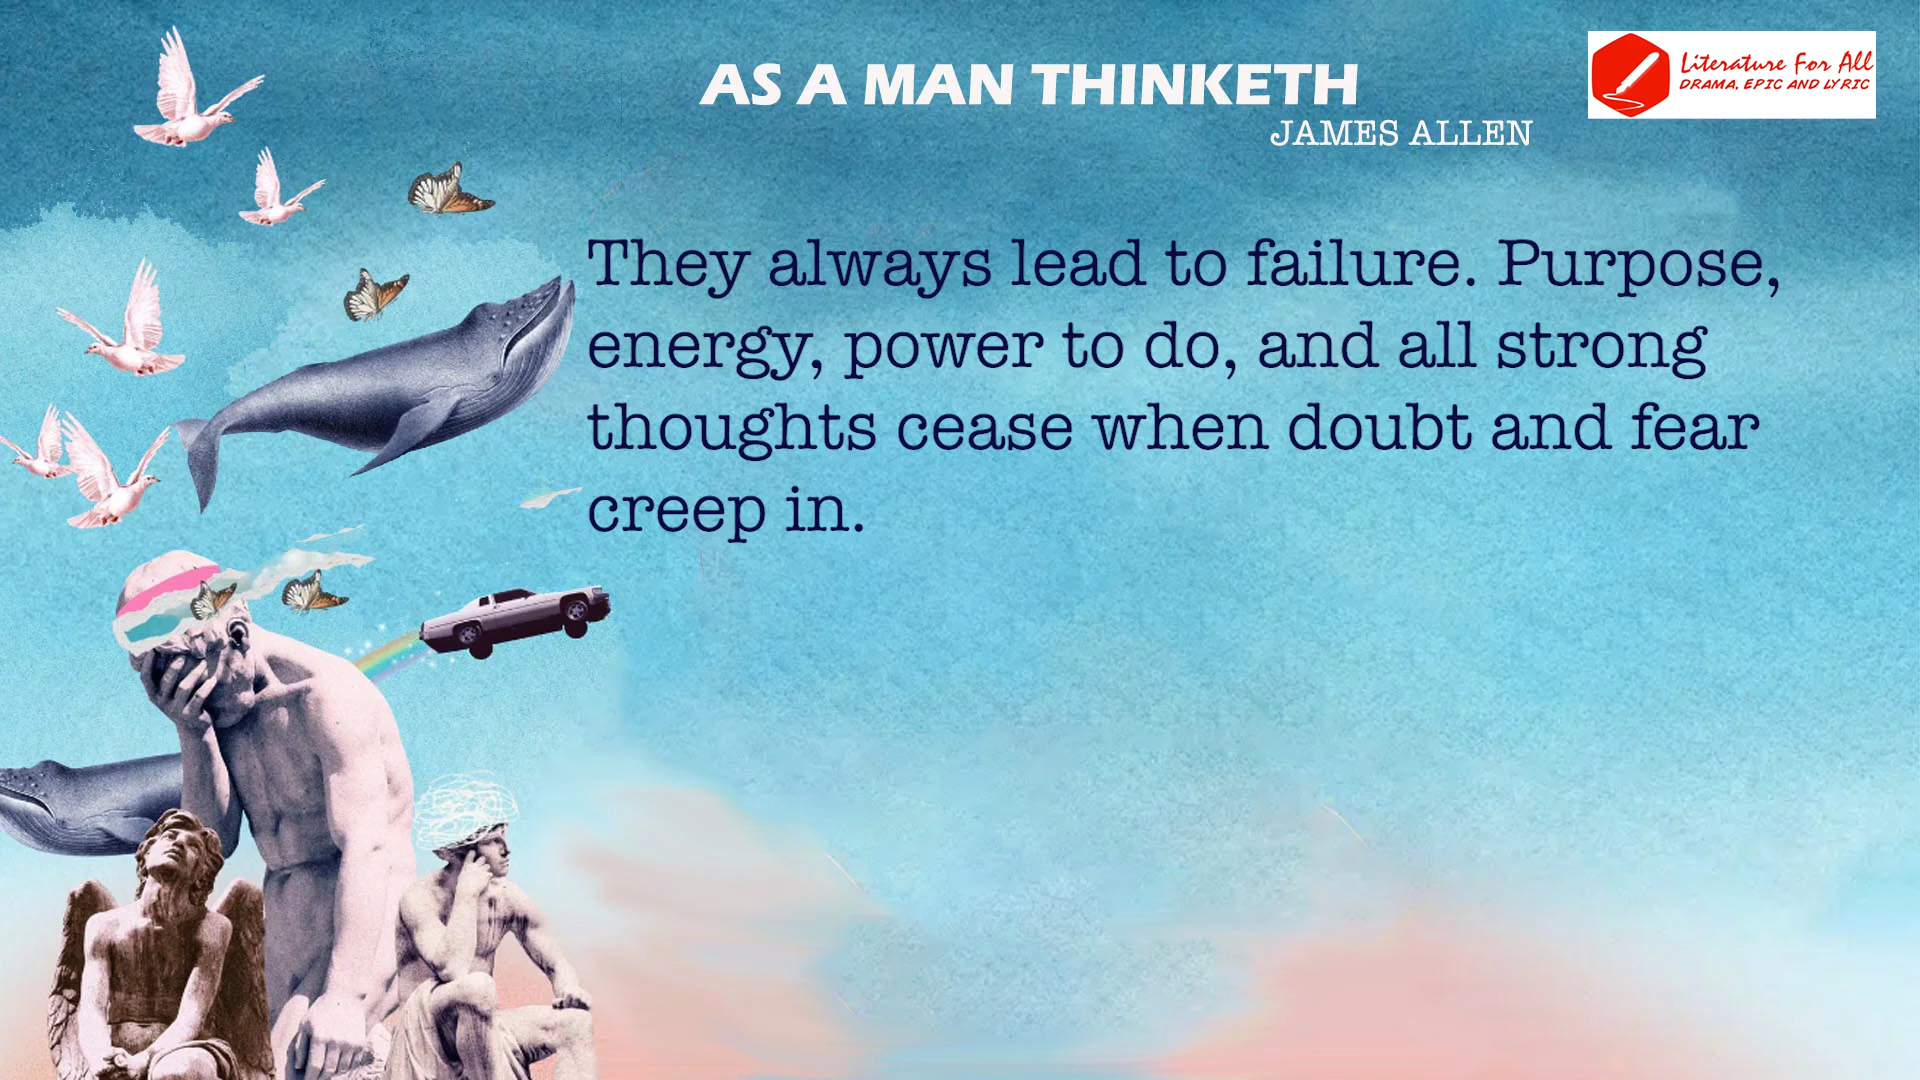 AS A MAN THINKETH
JAMES ALLEN
Literature For All
DRAMA, EPIC AND LYRIC
They always lead to failure. Purpose,
energy, power to do, and all strong
thoughts cease when doubt and fear
creep in.